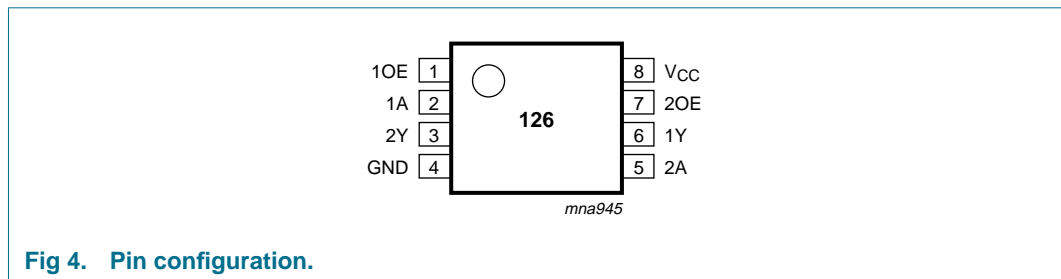 1OE 1 8 VCC
1A 2 7 2OE
126
2Y 3 6 1Y
GND 4 5 2A
mna945
Fig 4. Pin configuration.